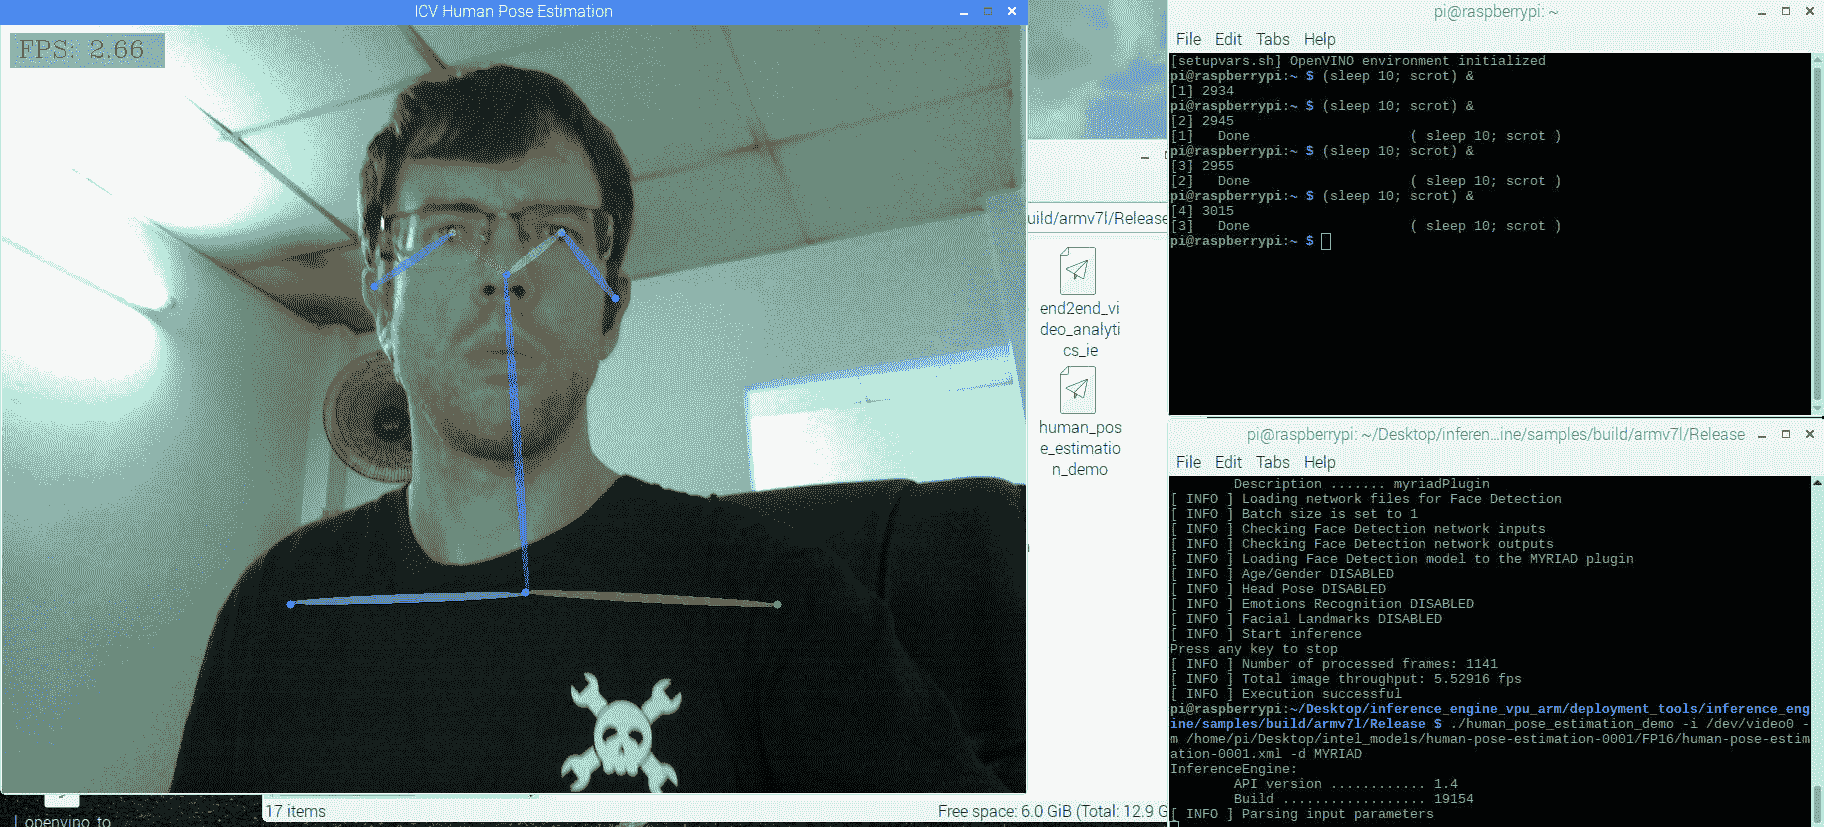 ICV Human Pose Estimation
FPS: 2.66
uild/armv7l/Release
end2end_vi
deo_analyti
cs_ie
human_pos
e_estimatio
n_demo
17 items
Free space: 6.0 GiB (Total: 12.9 G
openvino_to
pi@raspberrypi: ~
File Edit Tabs Help
[setupvars.sh] OpenVINO environment initialized
pi@raspberrypi:~ $ (sleep 10; scrot) &
[1] 2934
pi@raspberrypi:~ $ (sleep 10; scrot) &
[2] 2945
[1]   Done                    ( sleep 10; scrot )
pi@raspberrypi:~ $ (sleep 10; scrot) &
[3] 2955
[2]   Done                    ( sleep 10; scrot )
pi@raspberrypi:~ $ (sleep 10; scrot) &
[4] 3015
[3]   Done                    ( sleep 10; scrot )
pi@raspberrypi:~ $
pi@raspberrypi: ~/Desktop/inferen...ine/samples/build/armv7l/Release
File Edit Tabs Help
Description ....... myriadPlugin
[ INFO ] Loading network files for Face Detection
[ INFO ] Batch size is set to 1
[ INFO ] Checking Face Detection network inputs
[ INFO ] Checking Face Detection network outputs
[ INFO ] Loading Face Detection model to the MYRIAD plugin
[ INFO ] Age/Gender DISABLED
[ INFO ] Head Pose DISABLED
[ INFO ] Emotions Recognition DISABLED
[ INFO ] Facial Landmarks DISABLED
[ INFO ] Start inference
Press any key to stop
[ INFO ] Number of processed frames: 1141
[ INFO ] Total image throughput: 5.52916 fps
[ INFO ] Execution successful
pi@raspberrypi:~/Desktop/inference_engine_vpu_arm/deployment_tools/inference_eng
ine/samples/build/armv7l/Release $ ./human_pose_estimation_demo -i /dev/video0 -
m /home/pi/Desktop/intel_models/human-pose-estimation-0001/FP16/human-pose-estim
ation-0001.xml -d MYRIAD
InferenceEngine:
API version ............ 1.4
Build .................. 19154
[ INFO ] Parsing input parameters